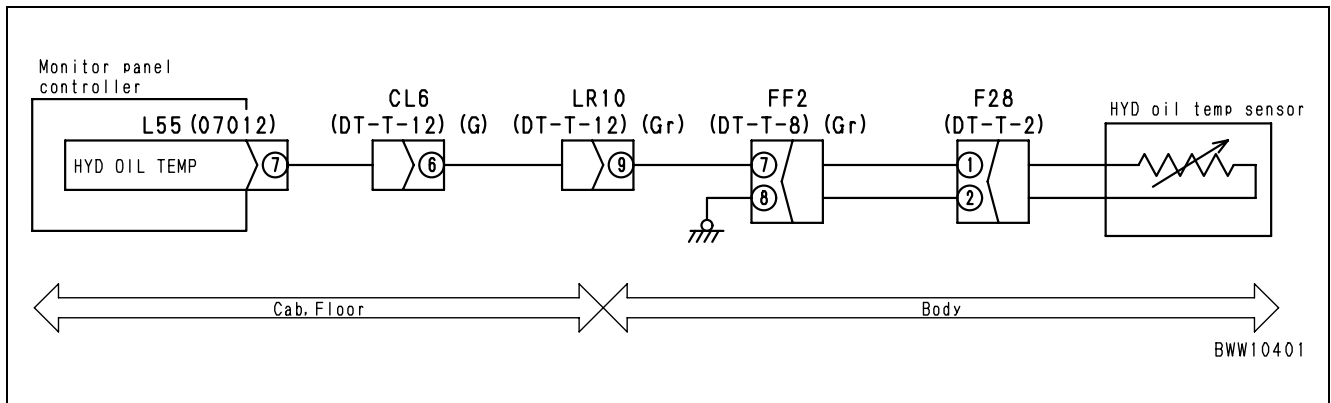 Monitor panel
controller
L55 (07012)
CL6
(DT-T-12) (G)
LR10
(DT-T-12) (Gr)
FF2
(DT-T-8) (Gr)
F28
(DT-T-2)
HYD oil temp sensor
HYD OIL TEMP
7
6
9
7
8
1
2
Cab, Floor
Body
BWW10401